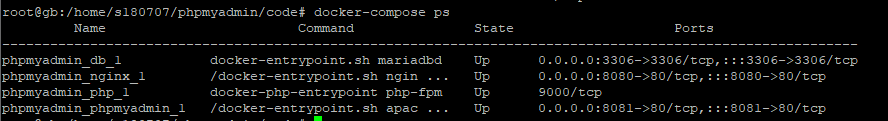 root@gb:/home/s180707/phpmyadmin/code# docker-compose ps
Name Command State Ports
--------------------------------------------------------------------------------------------------------------
phpmyadmin_db_1 docker-entrypoint.sh mariadbd Up 0.0.0.0:3306->3306/tcp,:::3306->3306/tcp
phpmyadmin_nginx_1 /docker-entrypoint.sh ngin ... Up 0.0.0.0:8080->80/tcp,:::8080->80/tcp
phpmyadmin_php_1 docker-php-entrypoint php-fpm Up 9000/tcp
phpmyadmin_phpmyadmin_1 /docker-entrypoint.sh apac ... Up 0.0.0.0:8081->80/tcp,:::8081->80/tcp